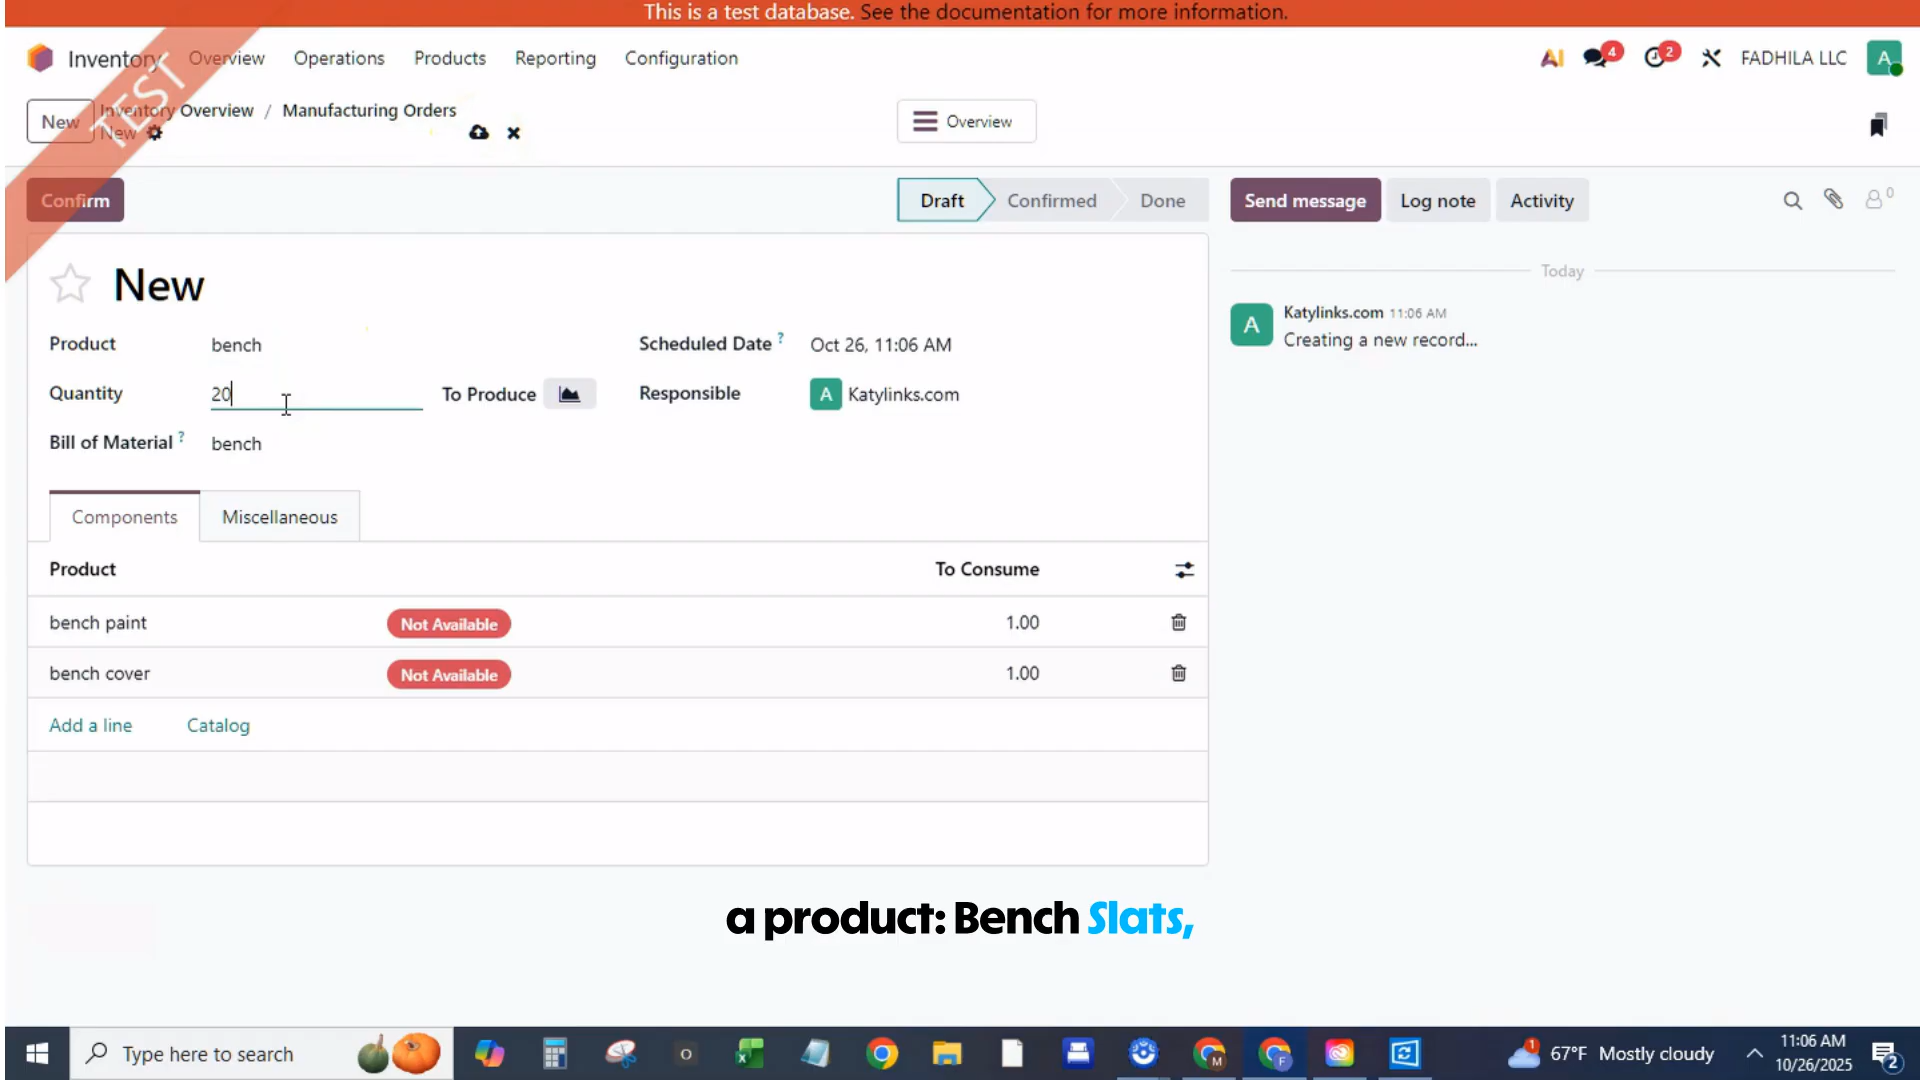 This is a test database. See the documentation for more information.
Inventory Overview Operations Products Reporting Configuration 4 2 FADHILA LLC A
New Inventory Overview / Manufacturing Orders
New
Overview
TEST
Confirm Draft Confirmed Done Send message Log note Activity 0
New
Today
Product bench Scheduled Date ? Oct 26, 11:06 AM
A Katylinks.com 11:06 AM
Creating a new record...
Quantity 20 To Produce Responsible A Katylinks.com
Bill of Material ? bench
Components Miscellaneous
Product To Consume
bench paint Not Available 1.00
bench cover Not Available 1.00
Add a line Catalog
a product: Bench Slats,
Type here to search 67°F Mostly cloudy 11:06 AM
10/26/2025
2